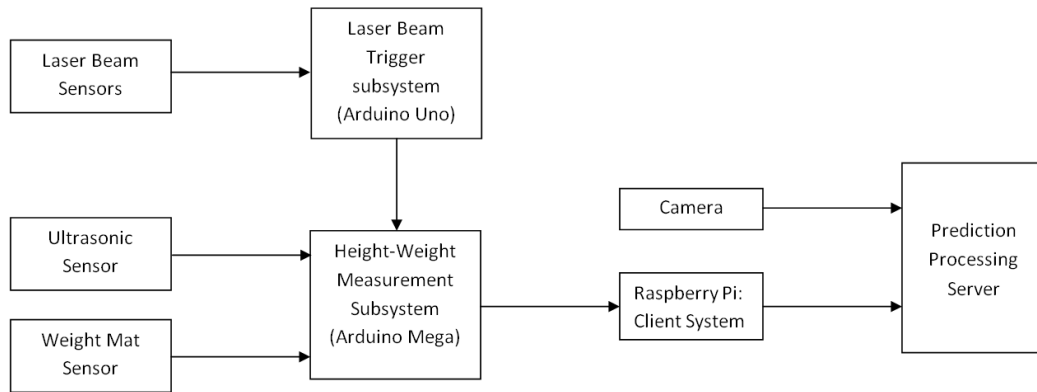 Laser Beam
Sensors
Laser Beam
Trigger
subsystem
(Arduino Uno)
Ultrasonic
Sensor
Weight Mat
Sensor
Height-Weight
Measurement
Subsystem
(Arduino Mega)
Camera
Raspberry Pi:
Client System
Prediction
Processing
Server